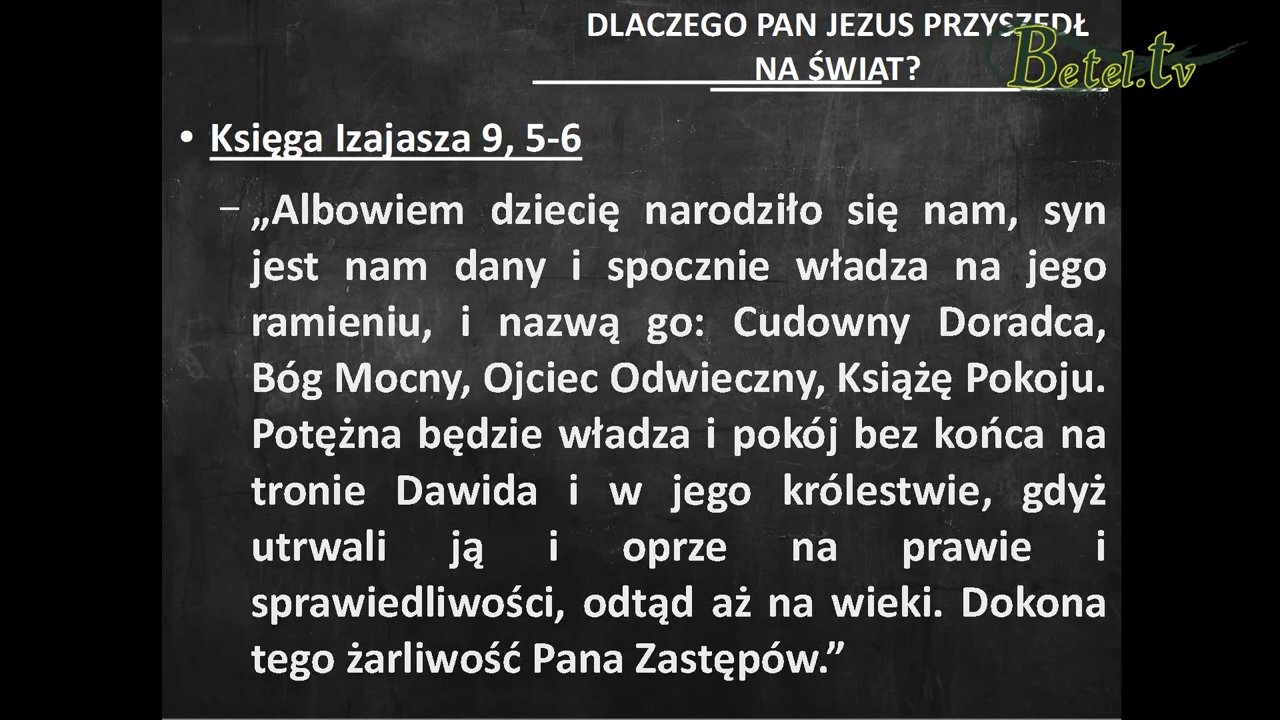 DLACZEGO PAN JEZUS PRZYSZEDŁ
NA ŚWIAT?
Betel.tv
• Księga Izajasza 9, 5-6
– „Albowiem dziecię narodziło się nam, syn
jest nam dany i spocznie władza na jego
ramieniu, i nazwą go: Cudowny Doradca,
Bóg Mocny, Ojciec Odwieczny, Książę Pokoju.
Potężna będzie władza i pokój bez końca na
tronie Dawida i w jego królestwie, gdyż
utrwali ją i oprze na prawie i
sprawiedliwości, odtąd aż na wieki. Dokona
tego żarliwość Pana Zastępów.”